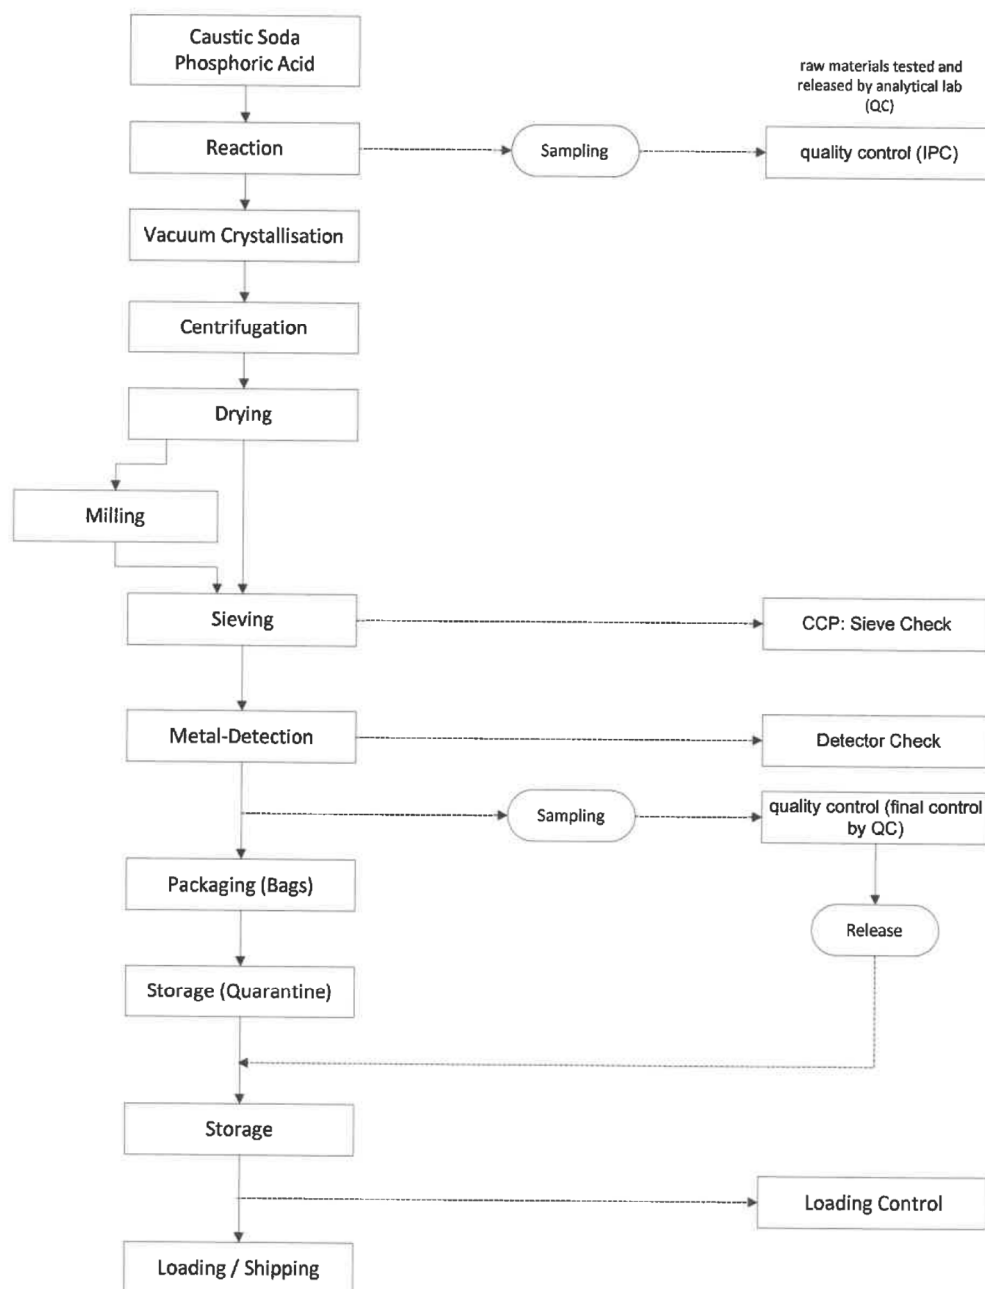 Caustic Soda
Phosphoric Acid
raw materials tested and
released by analytical lab
(QC)
Reaction
Sampling
quality control (IPC)
Vacuum Crystallisation
Centrifugation
Drying
Milling
Sieving
CCP: Sieve Check
Metal-Detection
Detector Check
Sampling
quality control (final control
by QC)
Packaging (Bags)
Release
Storage (Quarantine)
Storage
Loading Control
Loading / Shipping